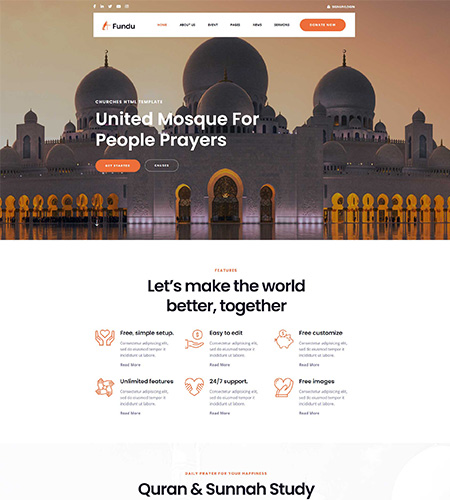 Fundu
HOME ABOUT US EVENT PAGES NEWS SERMONS DONATE NOW
CHURCHES HTML TEMPLATE
United Mosque For
People Prayers
GET STARTED
FEATURES
Let's make the world
better, together
Free, simple setup.
Consectetur adipiscing elit,
sed do eiusmod tempor it
incididunt ut labore.
Read More
Easy to edit
Consectetur adipiscing elit,
sed do eiusmod tempor it
incididunt ut labore.
Read More
Free customize
Consectetur adipiscing elit,
sed do eiusmod tempor it
incididunt ut labore.
Read More
Unlimited features
Consectetur adipiscing elit,
sed do eiusmod tempor it
incididunt ut labore.
Read More
24/7 support.
Consectetur adipiscing elit,
sed do eiusmod tempor it
incididunt ut labore.
Read More
Free images
Consectetur adipiscing elit,
sed do eiusmod tempor it
incididunt ut labore.
Read More
DAILY PRAYER FOR YOUR HAPPINESS
Quran & Sunnah Study